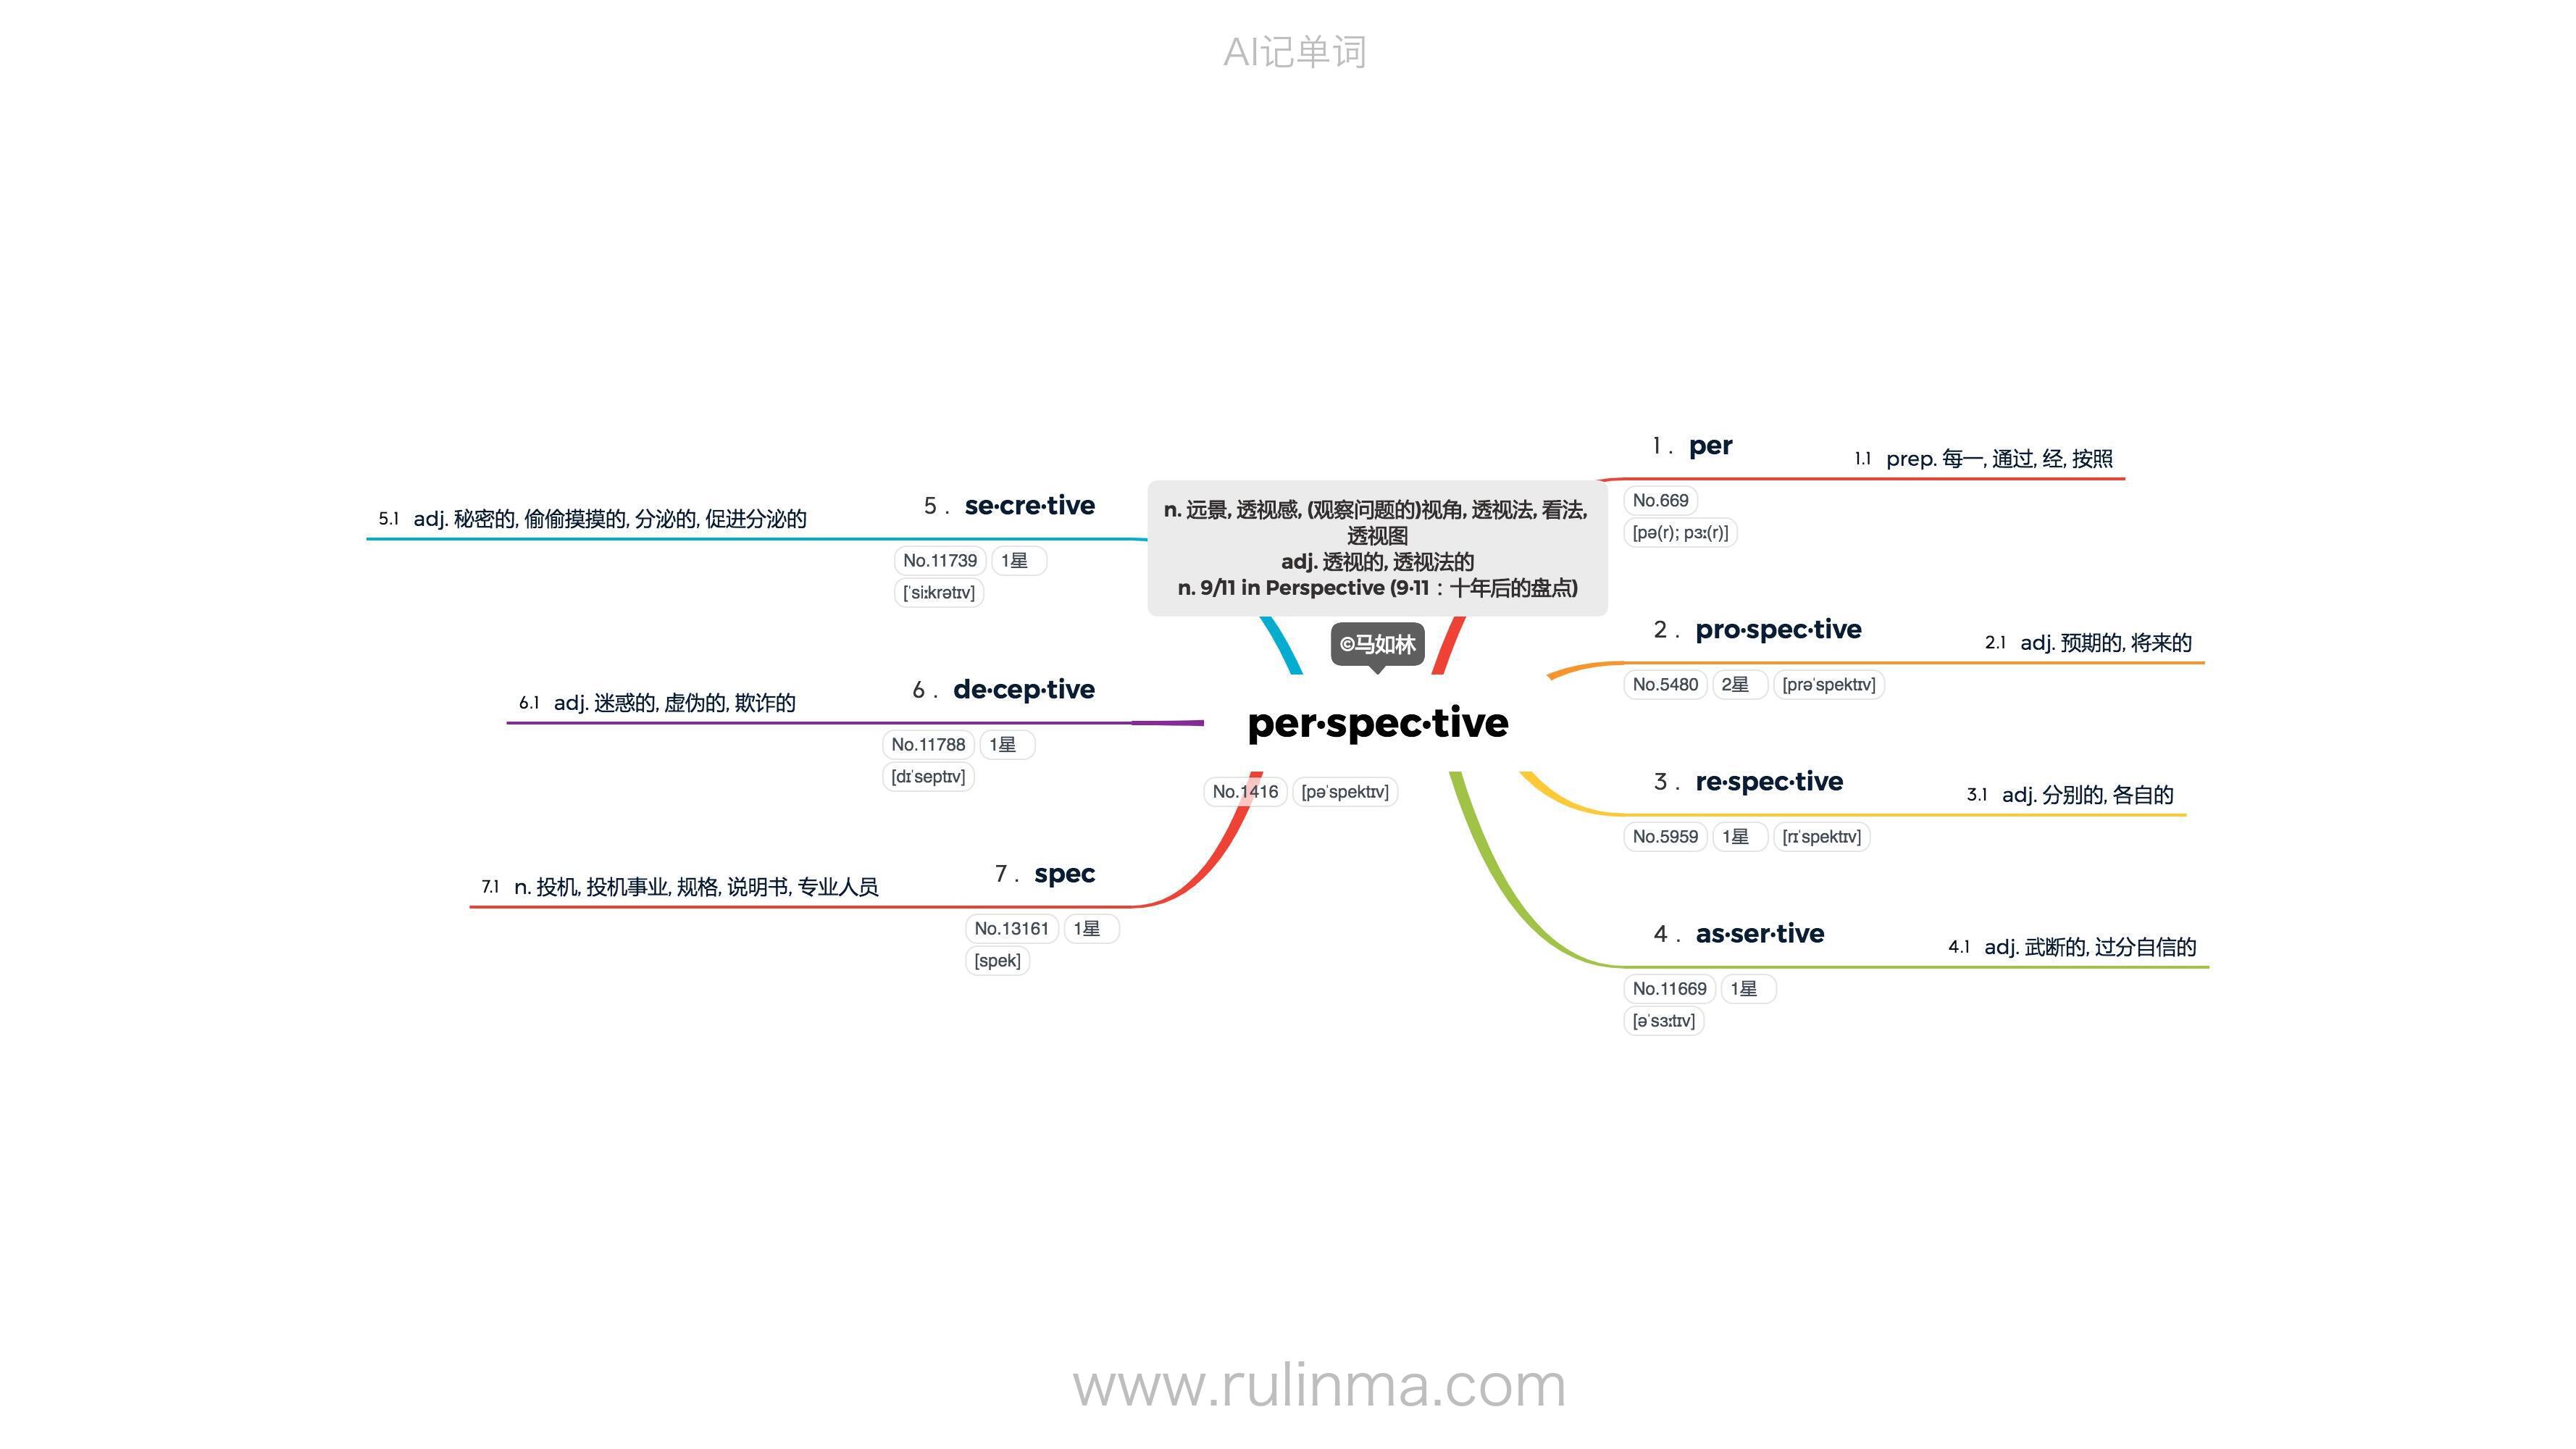 AI记单词
n. 远景, 透视感, (观察问题的)视角, 透视法, 看法,
透视图
adj. 透视的, 透视法的
n. 9/11 in Perspective (9·11：十年后的盘点)
©马如林
per·spec·tive
No.1416 [pəˈspektɪv]
1 . per
1.1 prep. 每一, 通过, 经, 按照
No.669
[pə(r); pɜː(r)]
2 . pro·spec·tive
2.1 adj. 预期的, 将来的
No.5480 2星 [prəˈspektɪv]
3 . re·spec·tive
3.1 adj. 分别的, 各自的
No.5959 1星 [rɪˈspektɪv]
4 . as·ser·tive
4.1 adj. 武断的, 过分自信的
No.11669 1星
[əˈsɜːtɪv]
5 . se·cre·tive
5.1 adj. 秘密的, 偷偷摸摸的, 分泌的, 促进分泌的
No.11739 1星
[ˈsiːkrətɪv]
6 . de·cep·tive
6.1 adj. 迷惑的, 虚伪的, 欺诈的
No.11788 1星
[dɪˈseptɪv]
7 . spec
7.1 n. 投机, 投机事业, 规格, 说明书, 专业人员
No.13161 1星
[spek]
www.rulinma.com